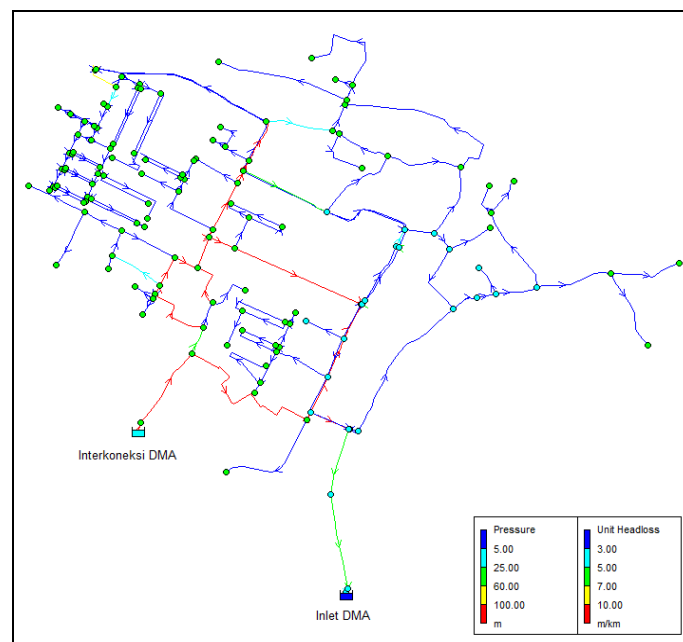 Interkoneksi DMA
Inlet DMA
Pressure
5.00
25.00
60.00
100.00
m
Unit Headloss
3.00
5.00
7.00
10.00
m/km